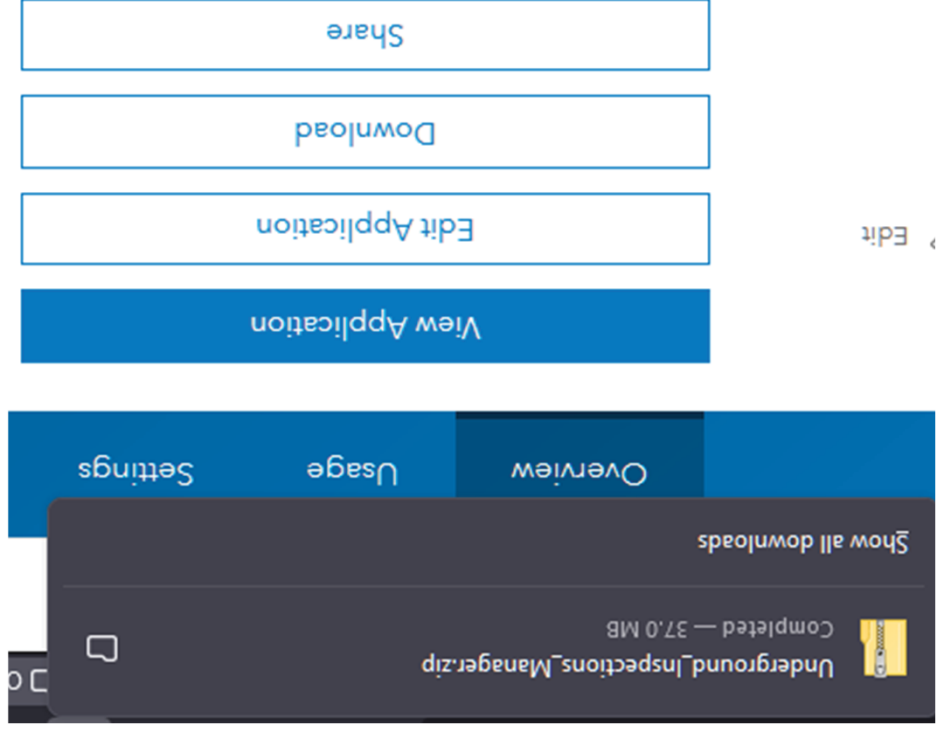 Underground_Inspections_Manager.zip
Completed — 37.0 MB
Show all downloads
Overview
Usage
Settings
View Application
Edit
Edit Application
Download
Share